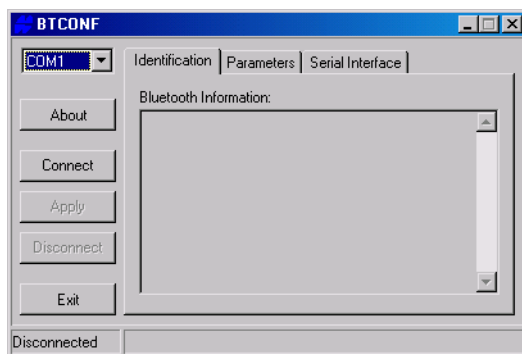 BTCONF
COM1
Identification
Parameters
Serial Interface
About
Bluetooth Information:
Connect
Apply
Disconnect
Exit
Disconnected